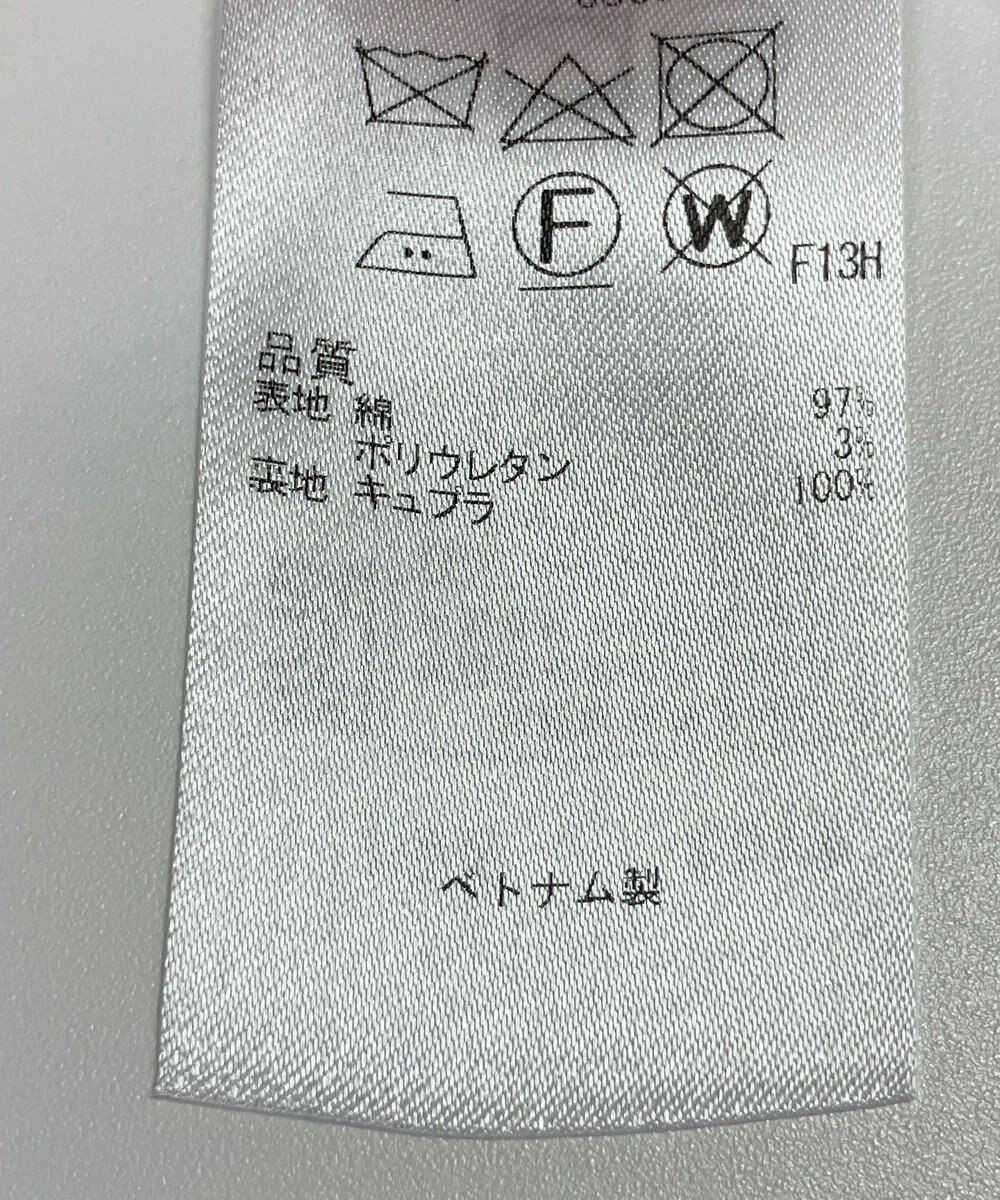 F W F13H
品質
表地 綿 97%
ポリウレタン 3%
裏地 キュプラ 100%
ベトナム製